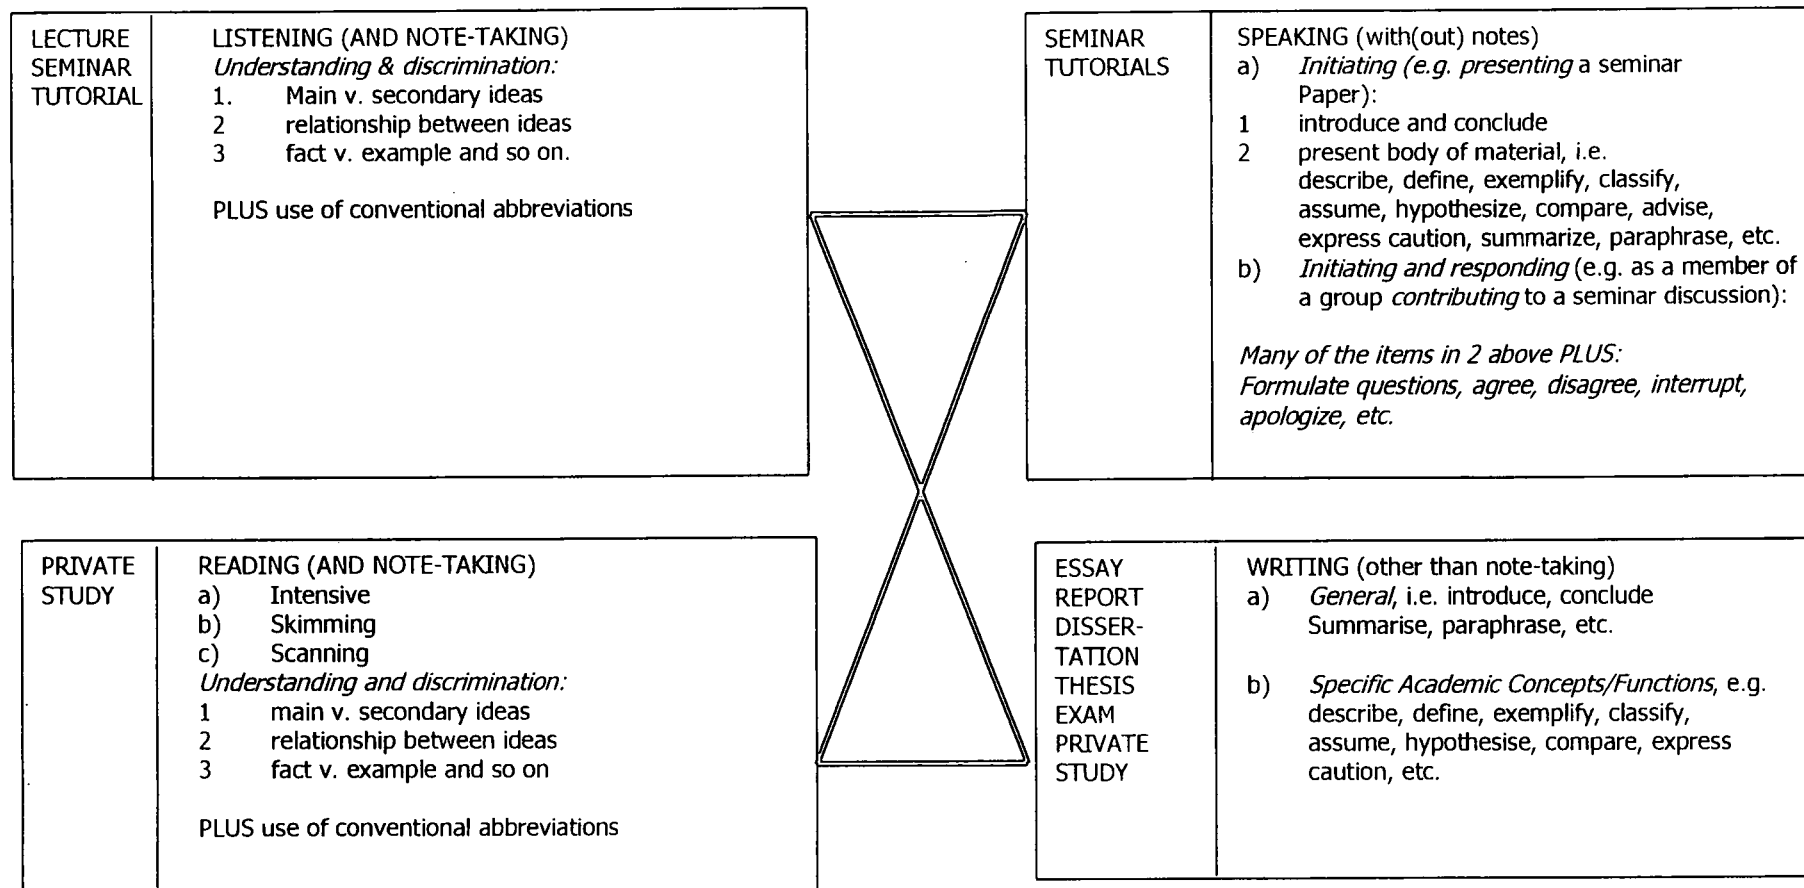 LECTURE
SEMINAR
TUTORIAL
LISTENING (AND NOTE-TAKING)
Understanding & discrimination:
1. Main v. secondary ideas
2 relationship between ideas
3 fact v. example and so on.
PLUS use of conventional abbreviations
SEMINAR
TUTORIALS
SPEAKING (with(out) notes)
a) Initiating (e.g. presenting a seminar
Paper):
1 introduce and conclude
2 present body of material, i.e.
describe, define, exemplify, classify,
assume, hypothesize, compare, advise,
express caution, summarize, paraphrase, etc.
b) Initiating and responding (e.g. as a member of
a group contributing to a seminar discussion):
Many of the items in 2 above PLUS:
Formulate questions, agree, disagree, interrupt,
apologize, etc.
PRIVATE
STUDY
READING (AND NOTE-TAKING)
a) Intensive
b) Skimming
c) Scanning
Understanding and discrimination:
1 main v. secondary ideas
2 relationship between ideas
3 fact v. example and so on
PLUS use of conventional abbreviations
ESSAY
REPORT
DISSER-
TATION
THESIS
EXAM
PRIVATE
STUDY
WRITING (other than note-taking)
a) General, i.e. introduce, conclude
Summarise, paraphrase, etc.
b) Specific Academic Concepts/Functions, e.g.
describe, define, exemplify, classify,
assume, hypothesise, compare, express
caution, etc.